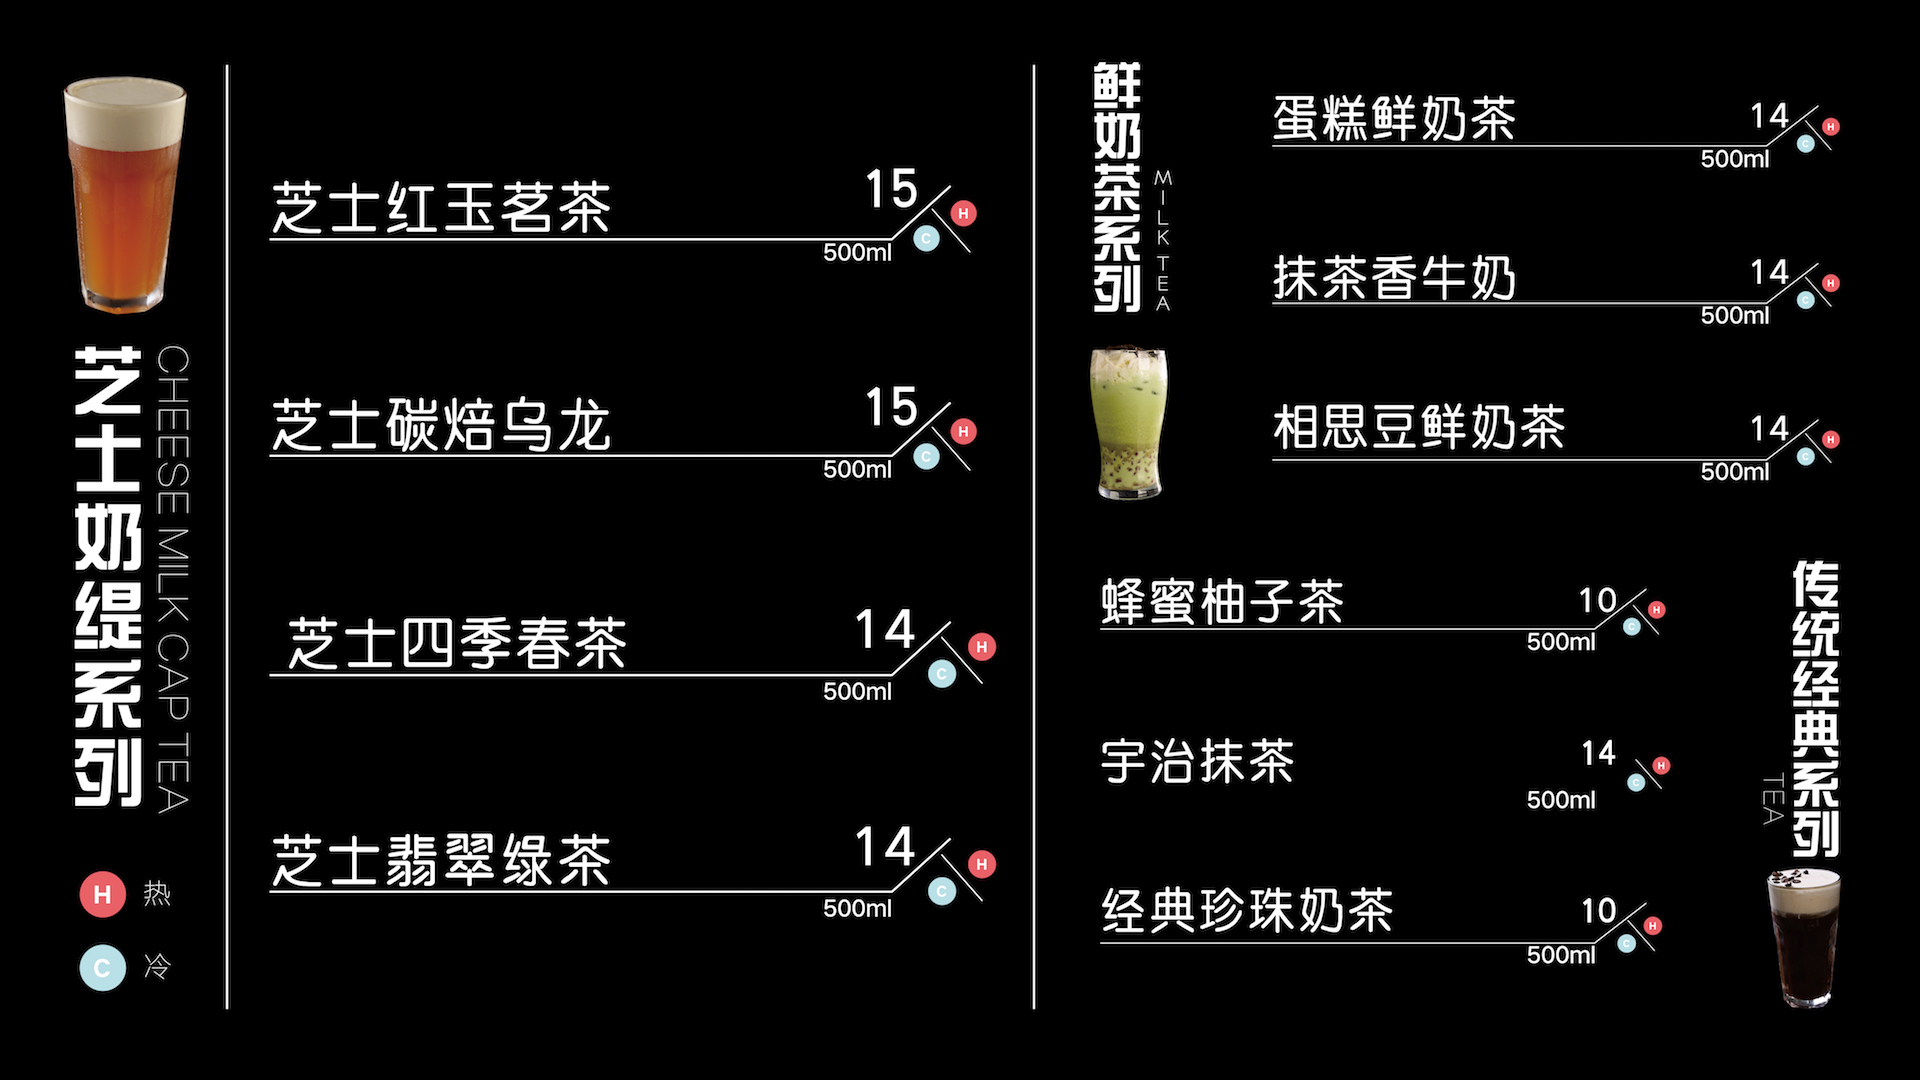 芝士奶缇系列
CHEESE MILK CAP TEA
H 热
C 冷
芝士红玉茗茶
15
H
C
500ml
芝士碳焙乌龙
15
H
C
500ml
芝士四季春茶
14
H
C
500ml
芝士翡翠绿茶
14
H
C
500ml
鲜奶茶系列
MILK TEA
蛋糕鲜奶茶
14
H
C
500ml
抹茶香牛奶
14
H
C
500ml
相思豆鲜奶茶
14
H
C
500ml
传统经典系列
TEA
蜂蜜柚子茶
10
H
C
500ml
宇治抹茶
14
H
C
500ml
经典珍珠奶茶
10
H
C
500ml